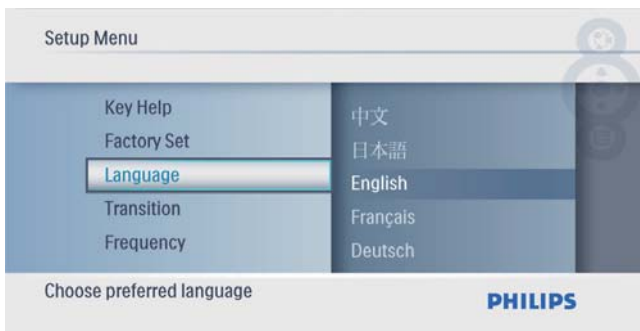 Setup Menu
Key Help
Factory Set
Language
Transition
Frequency
中文
日本語
English
Français
Deutsch
Choose preferred language
PHILIPS